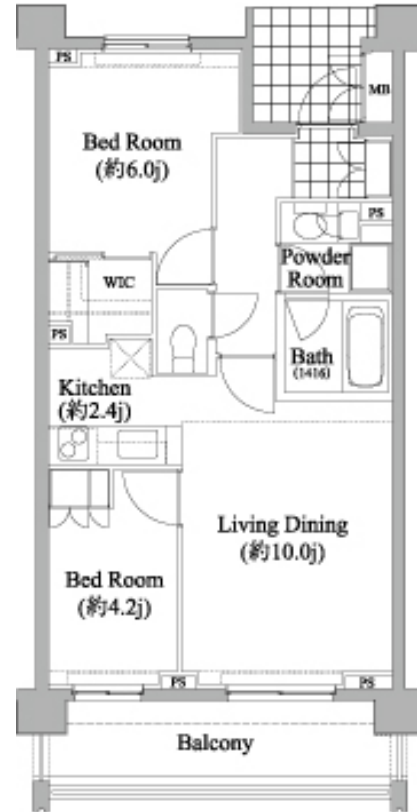 PS
MB
Bed Room
(約6.0j)
PS
Powder
Room
WIC
PS
Bath
(1416)
Kitchen
(約2.4j)
Living Dining
(約10.0j)
Bed Room
(約4.2j)
PS
PS
Balcony